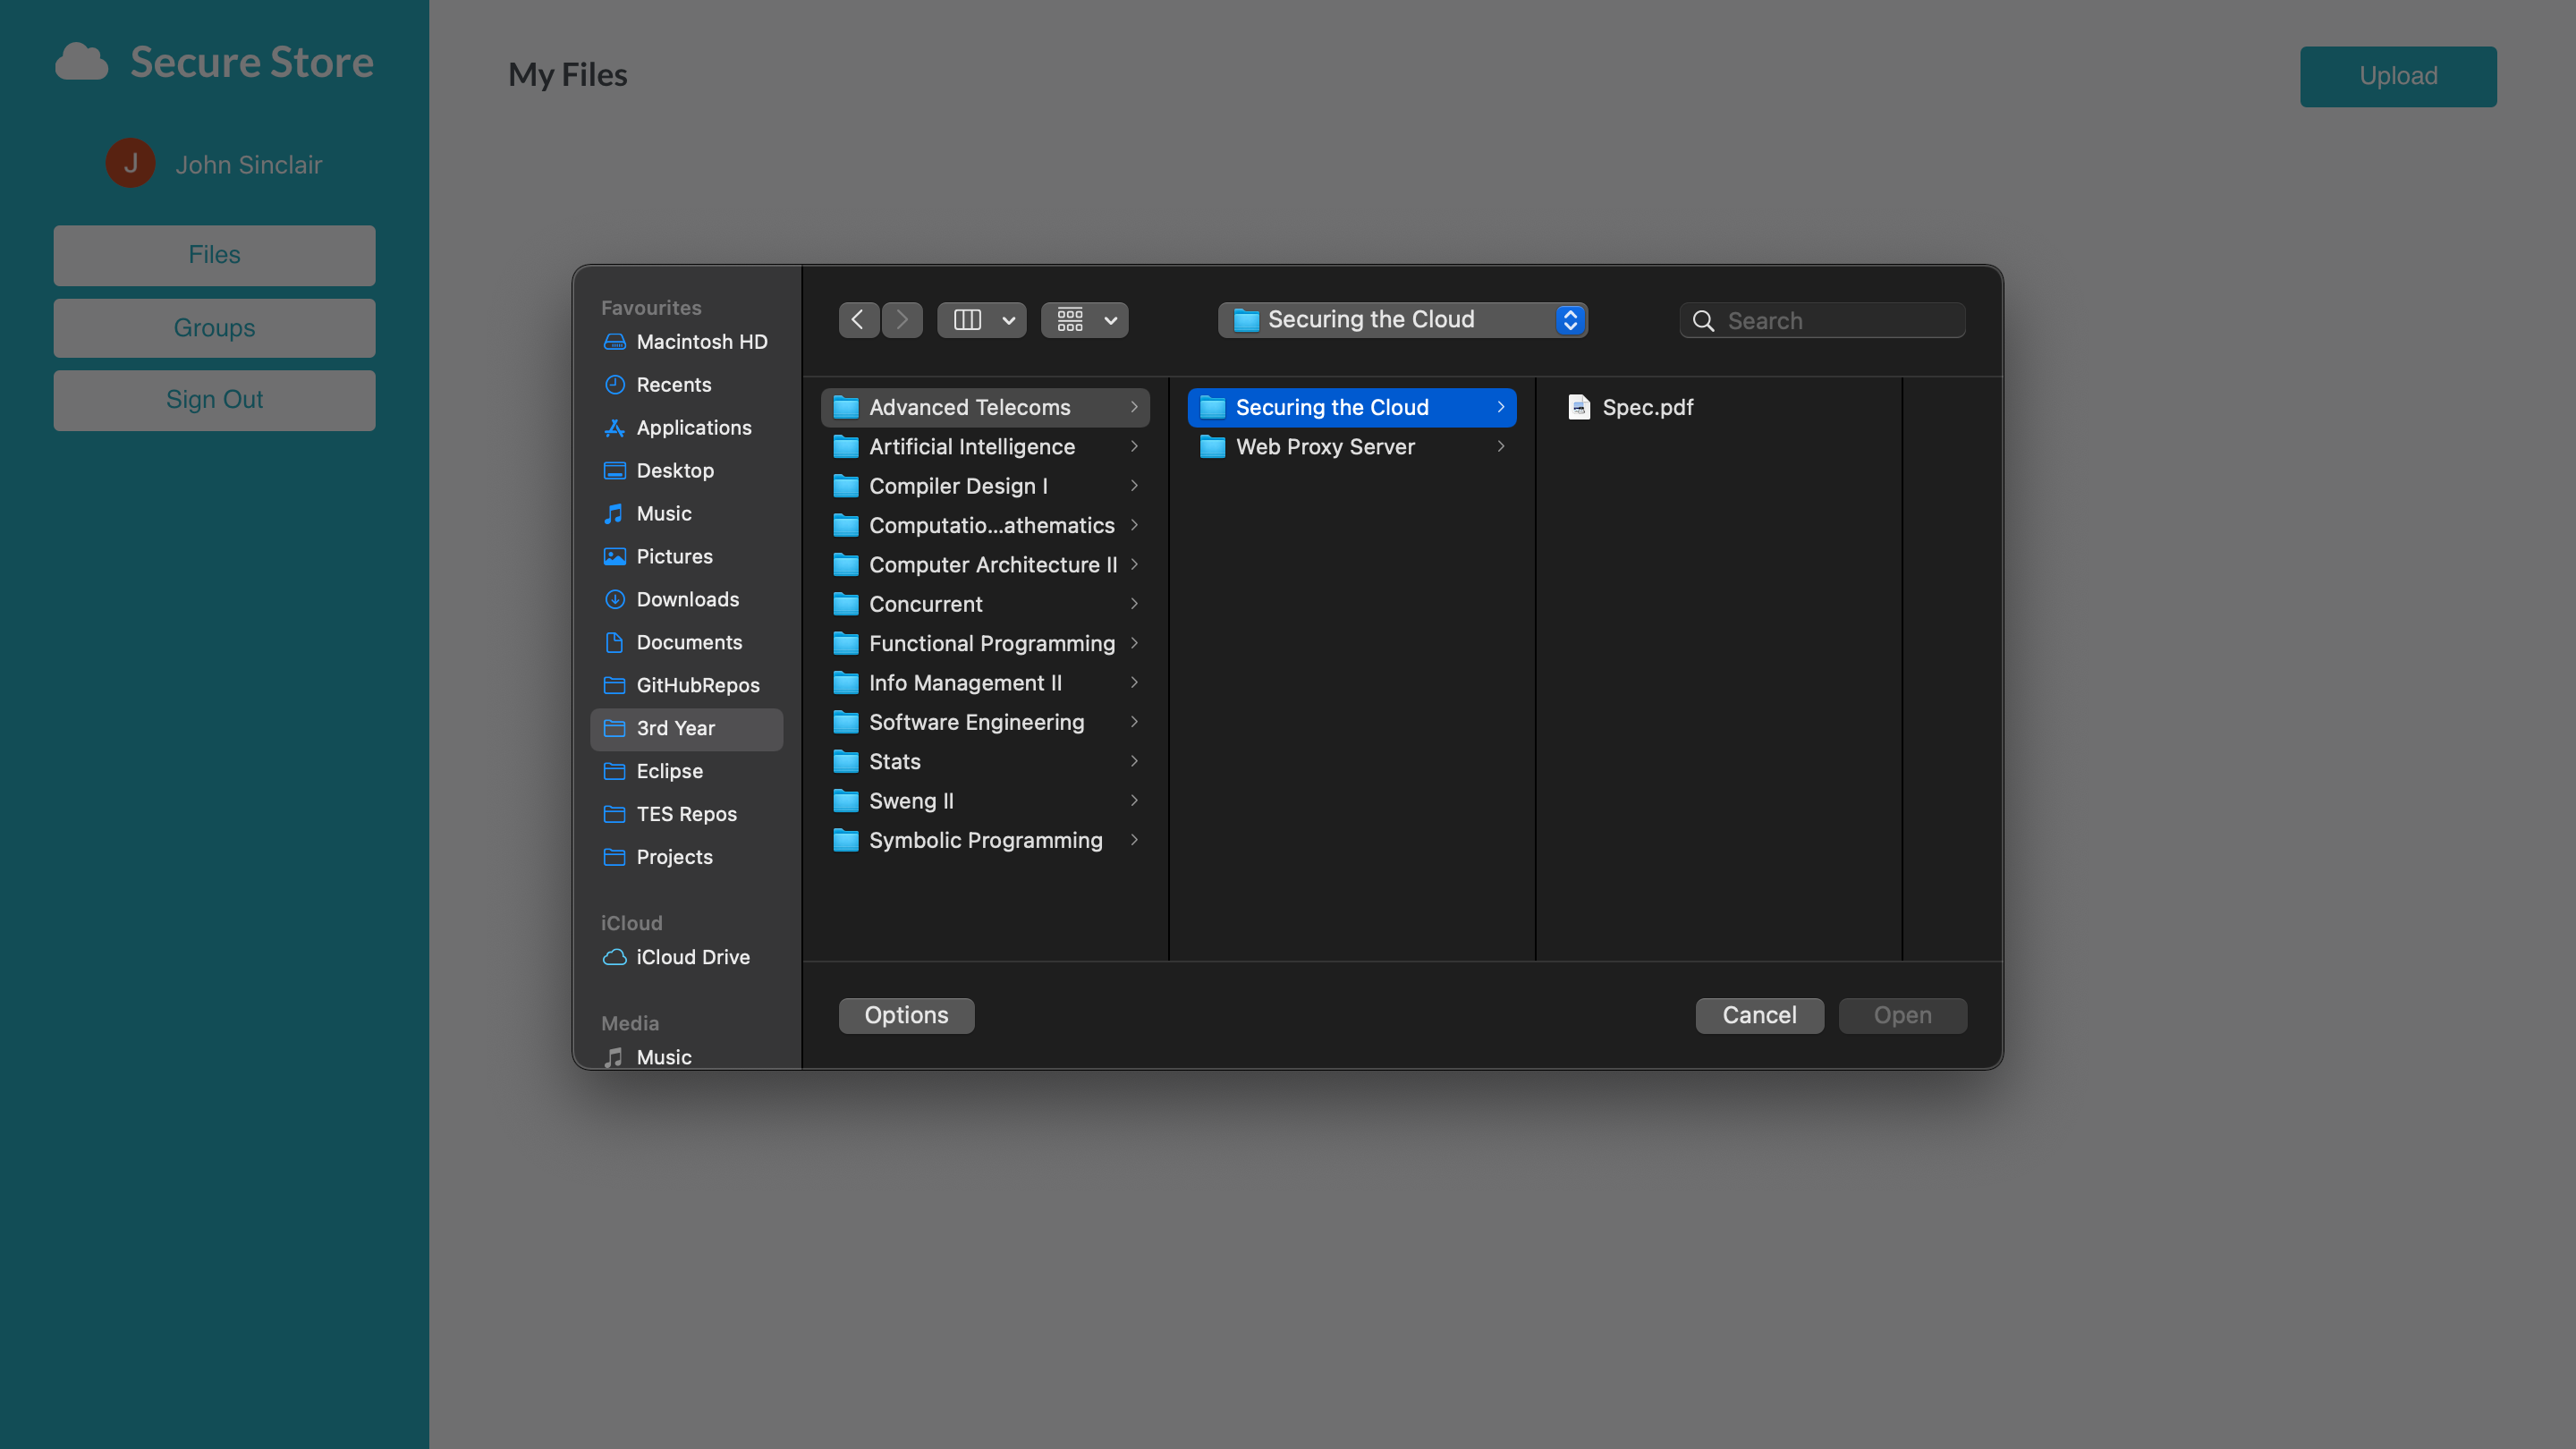 Secure Store
J
John Sinclair
Files
Groups
Sign Out
My Files
Upload
Favourites
Macintosh HD
Recents
Applications
Desktop
Music
Pictures
Downloads
Documents
GitHubRepos
3rd Year
Eclipse
TES Repos
Projects
iCloud
iCloud Drive
Media
Music
Securing the Cloud
Search
Advanced Telecoms
Artificial Intelligence
Compiler Design I
Computatio...athematics
Computer Architecture II
Concurrent
Functional Programming
Info Management II
Software Engineering
Stats
Sweng II
Symbolic Programming
Securing the Cloud
Web Proxy Server
Spec.pdf
Options
Cancel
Open